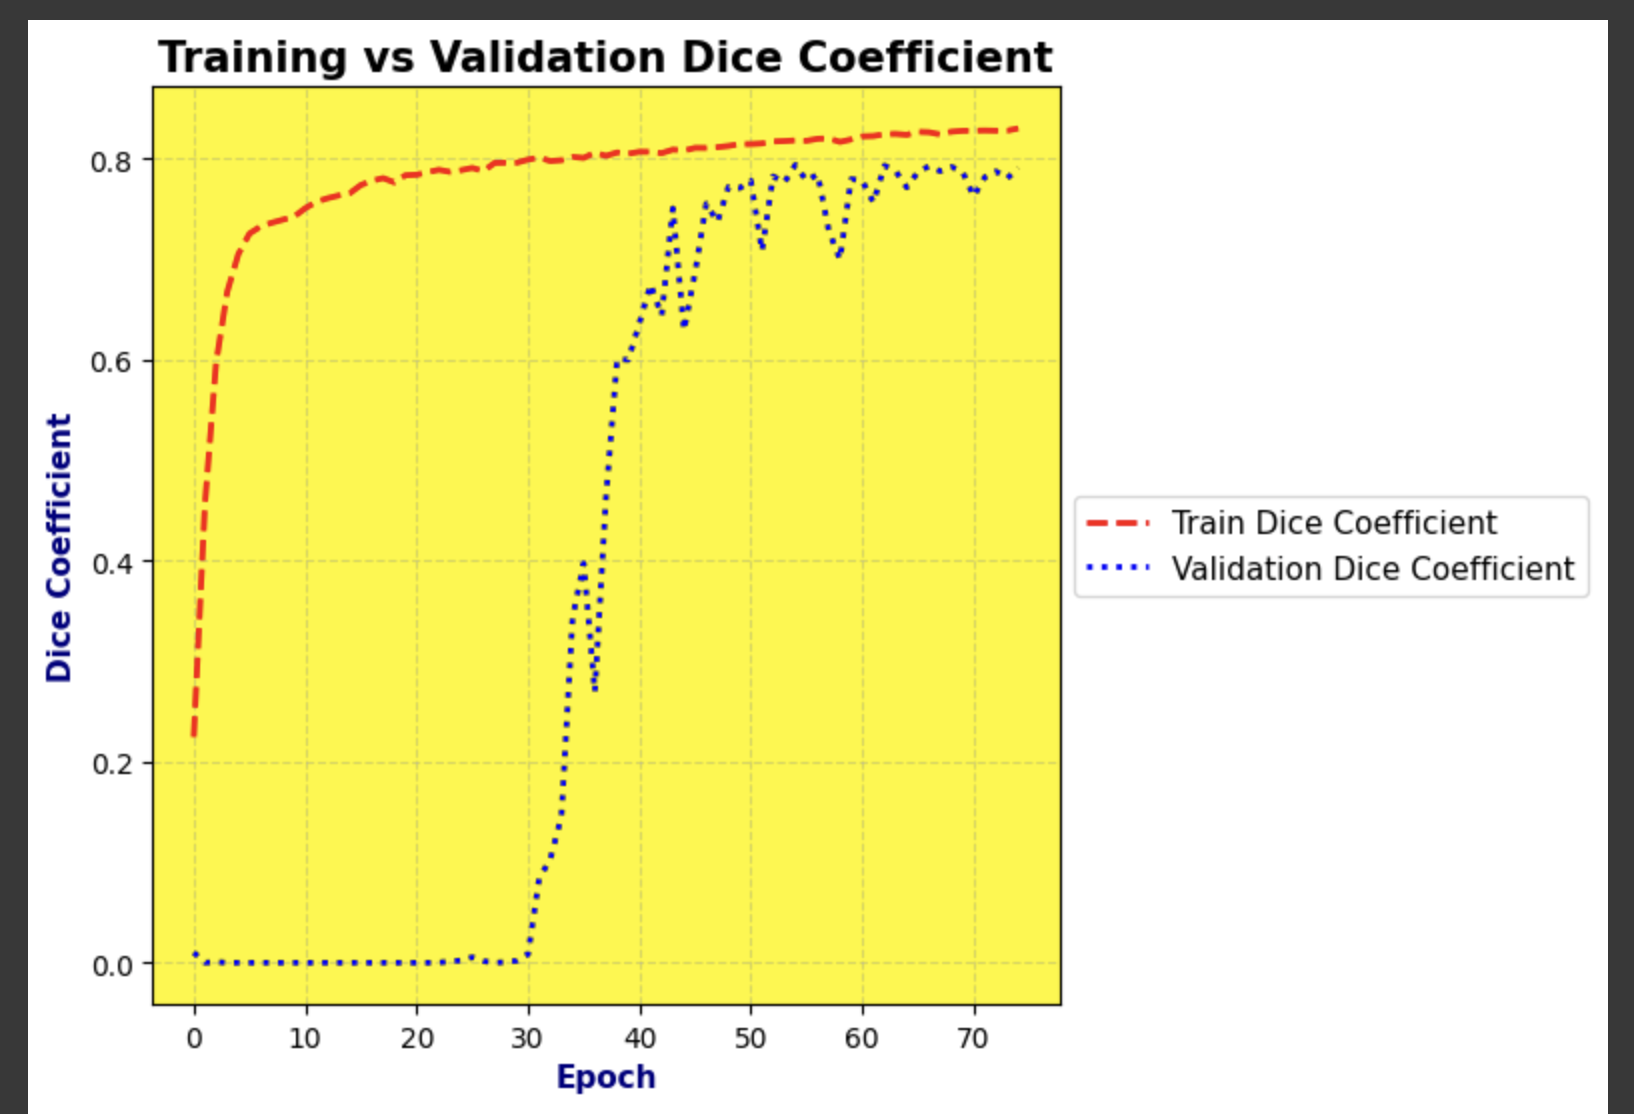 Training vs Validation Dice Coefficient
Dice Coefficient
0.8
0.6
0.4
0.2
0.0
0 10 20 30 40 50 60 70
Epoch
Train Dice Coefficient
Validation Dice Coefficient